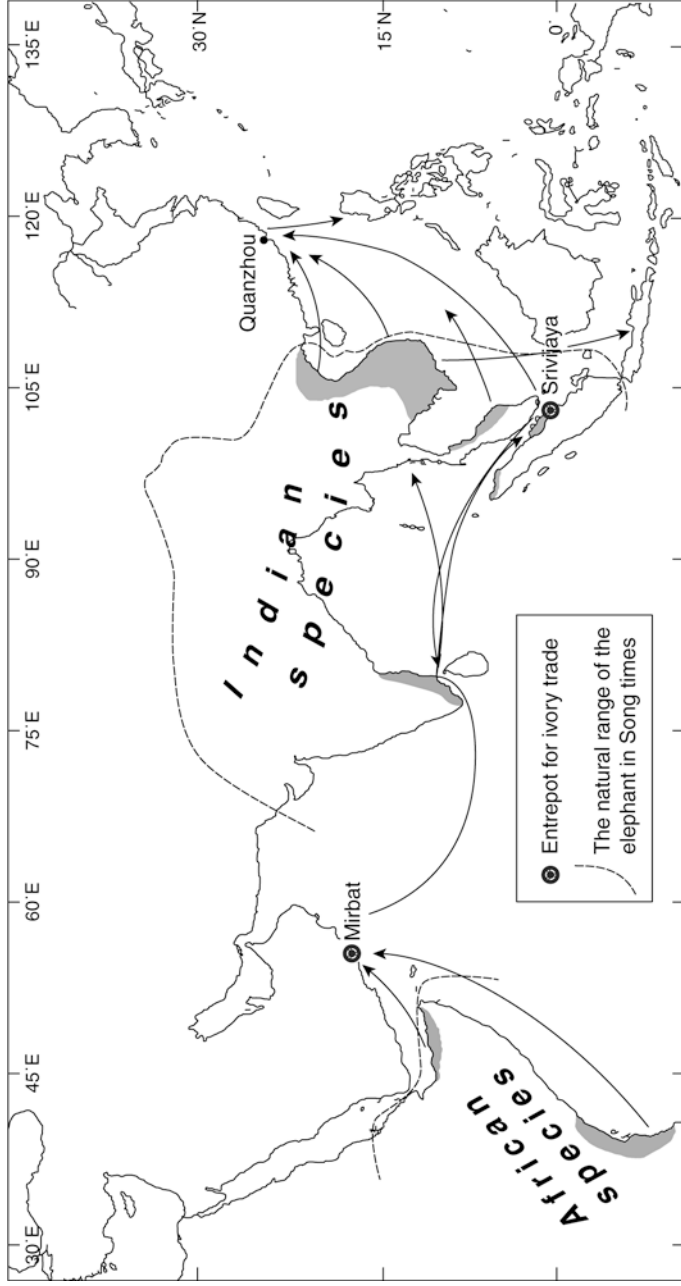 30˚E
45˚E
60˚E
75˚E
90˚E
105˚E
120˚E
135˚E
30˚N
15˚N
0˚
Quanzhou
Indian
species
Mirbat
Srivijaya
African
species
Entrepot for ivory trade
The natural range of the
elephant in Song times